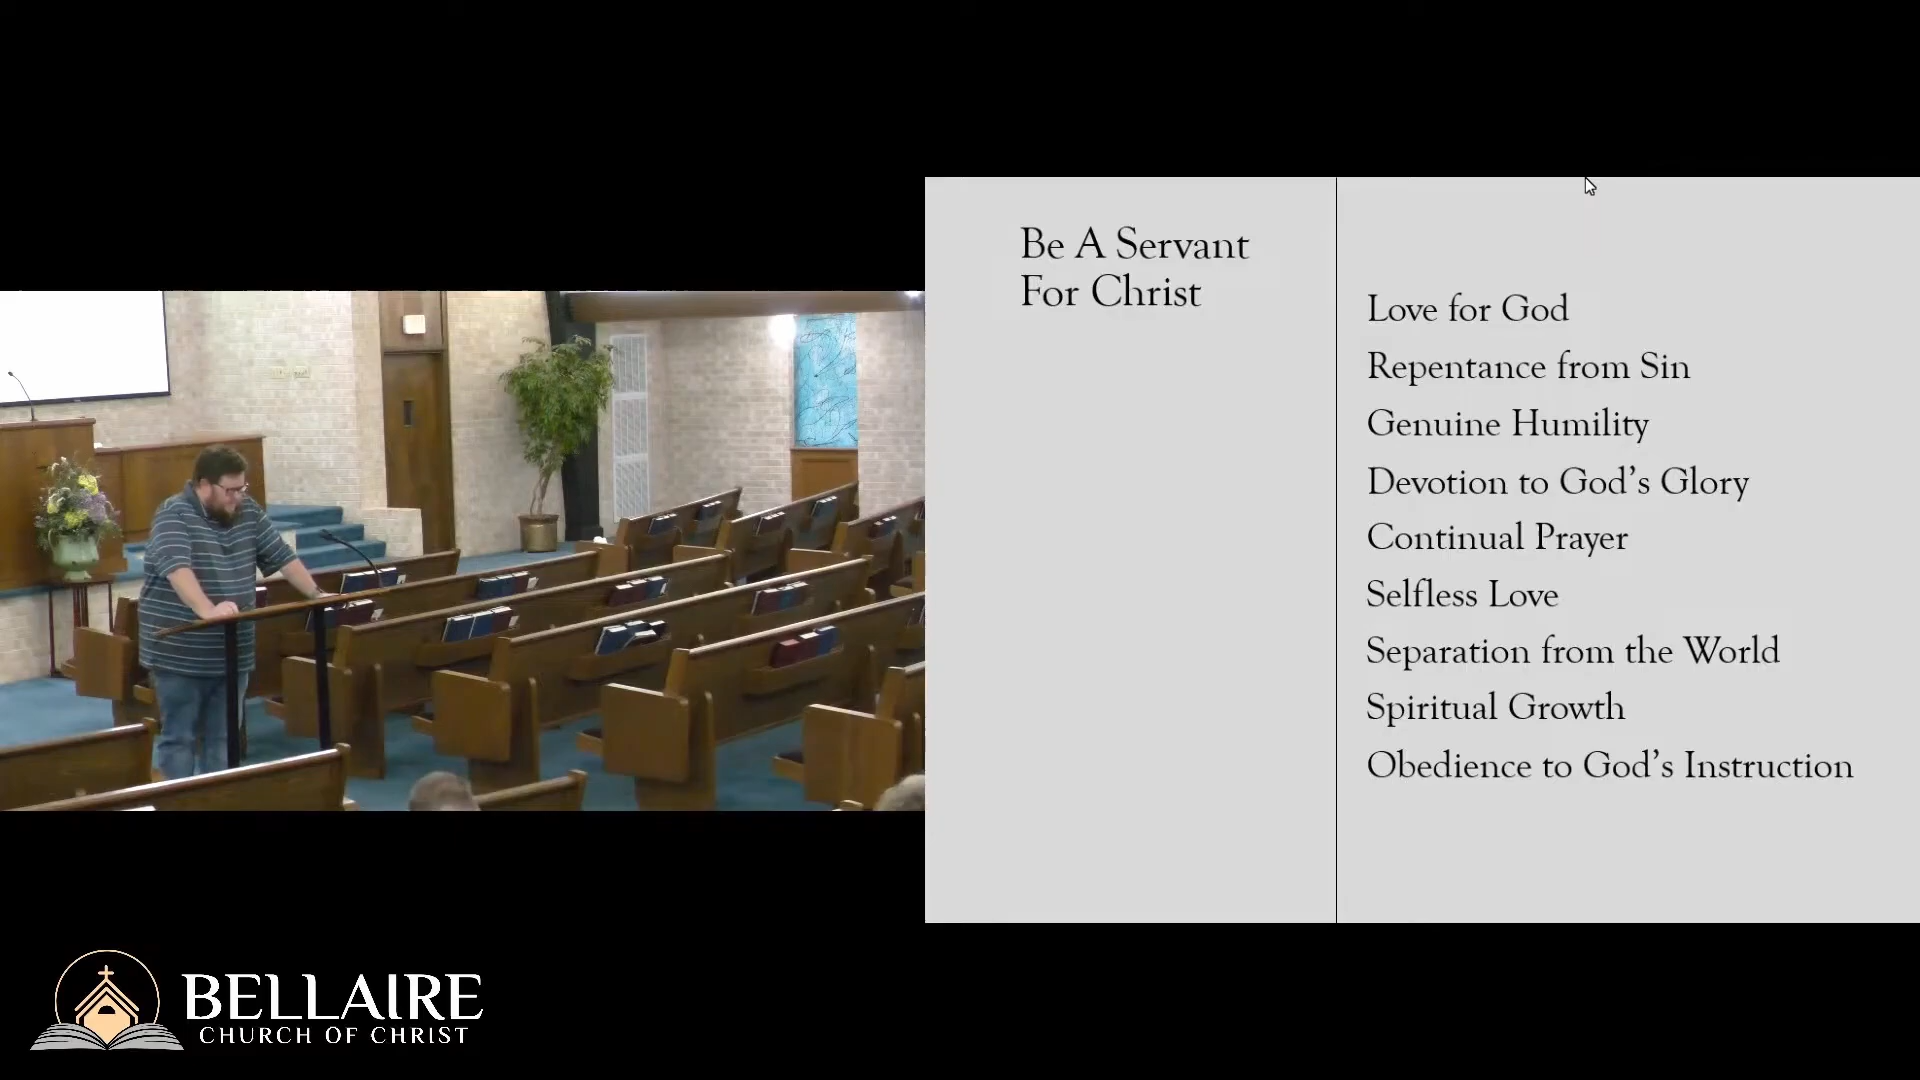 Be A Servant
For Christ
Love for God
Repentance from Sin
Genuine Humility
Devotion to God's Glory
Continual Prayer
Selfless Love
Separation from the World
Spiritual Growth
Obedience to God's Instruction
BELLAIRE
CHURCH OF CHRIST